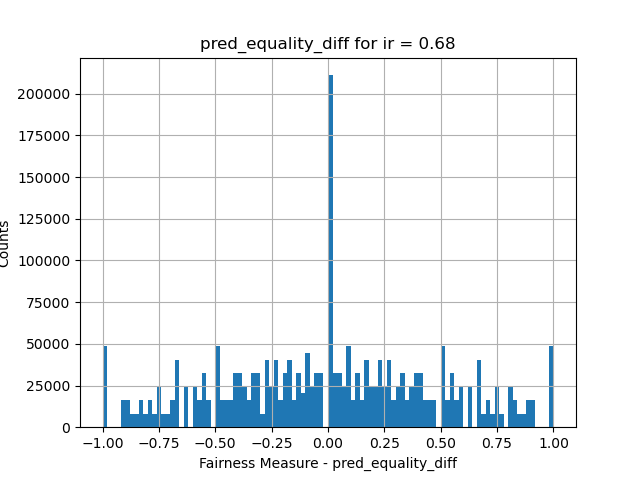 pred_equality_diff for ir = 0.68
200000
175000
150000
125000
100000
75000
50000
25000
0
Counts
−1.00 −0.75 −0.50 −0.25 0.00 0.25 0.50 0.75 1.00
Fairness Measure - pred_equality_diff